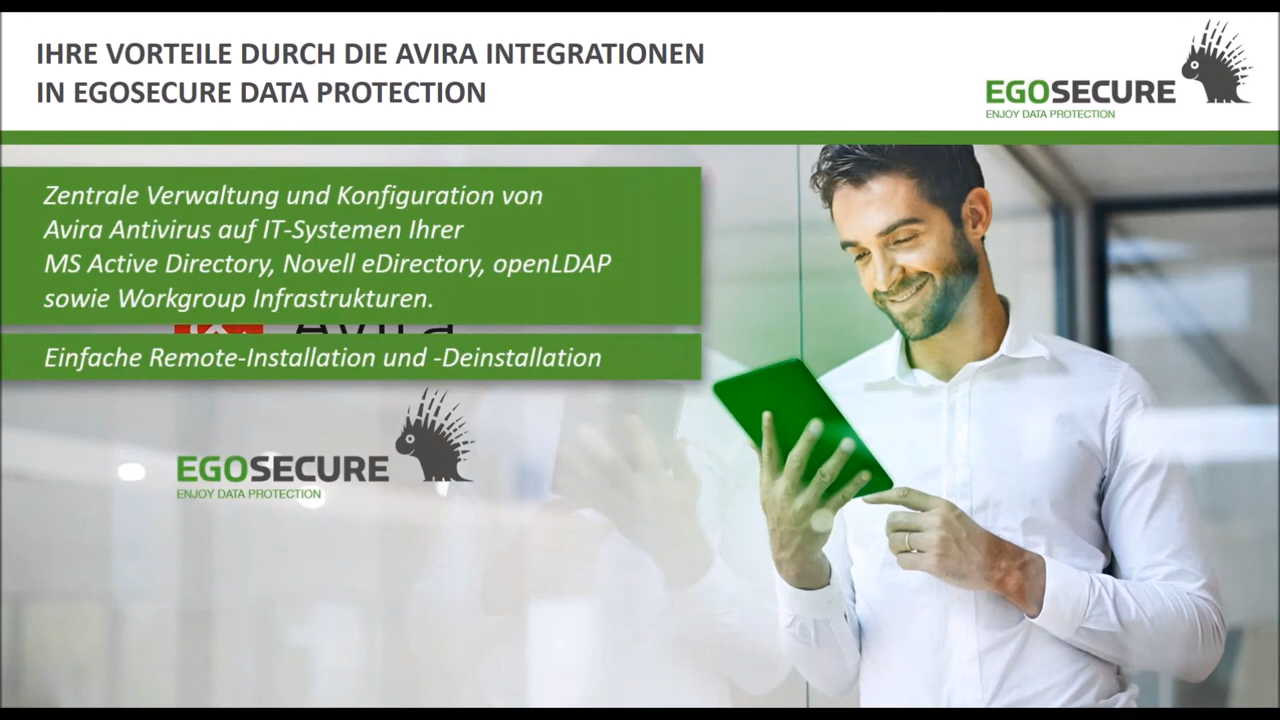 IHRE VORTEILE DURCH DIE AVIRA INTEGRATIONEN
IN EGOSECURE DATA PROTECTION
EGOSECURE
ENJOY DATA PROTECTION
Zentrale Verwaltung und Konfiguration von
Avira Antivirus auf IT-Systemen Ihrer
MS Active Directory, Novell eDirectory, openLDAP
sowie Workgroup Infrastrukturen.
Avira
Einfache Remote-Installation und -Deinstallation
EGOSECURE
ENJOY DATA PROTECTION